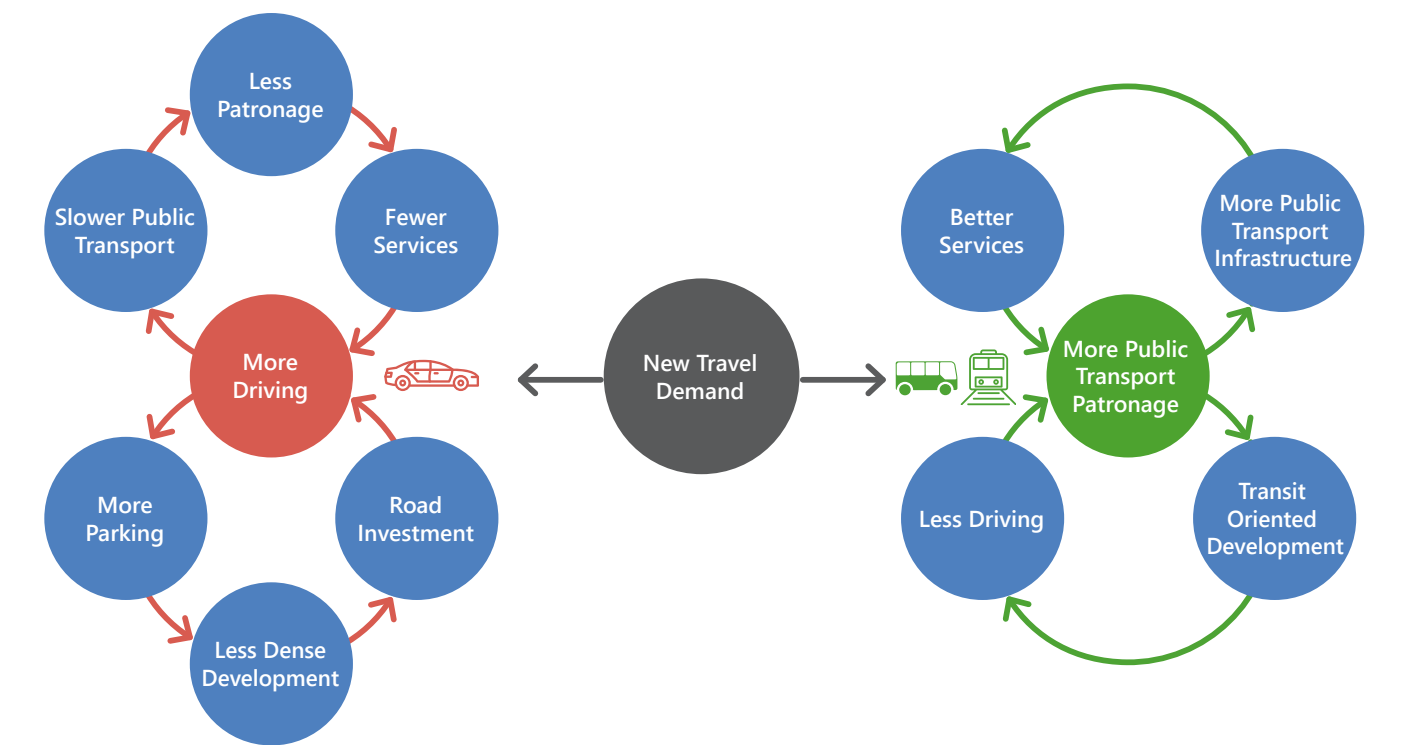 Less
Patronage
Slower Public
Transport
Fewer
Services
More
Driving
More
Parking
Road
Investment
Less Dense
Development
New Travel
Demand
Better
Services
More Public
Transport
Infrastructure
More Public
Transport
Patronage
Less Driving
Transit
Oriented
Development